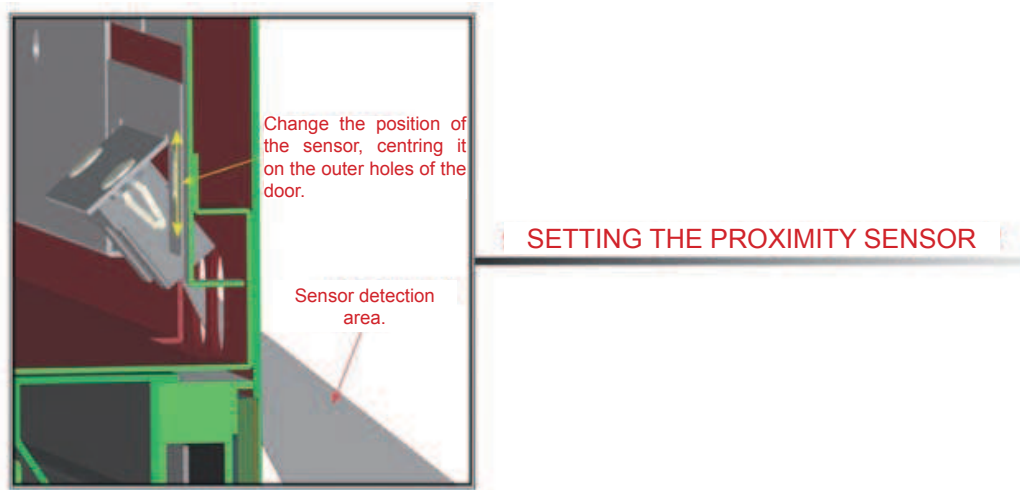 Change the position of
the sensor, centring it
on the outer holes of the
door.
SETTING THE PROXIMITY SENSOR
Sensor detection
area.